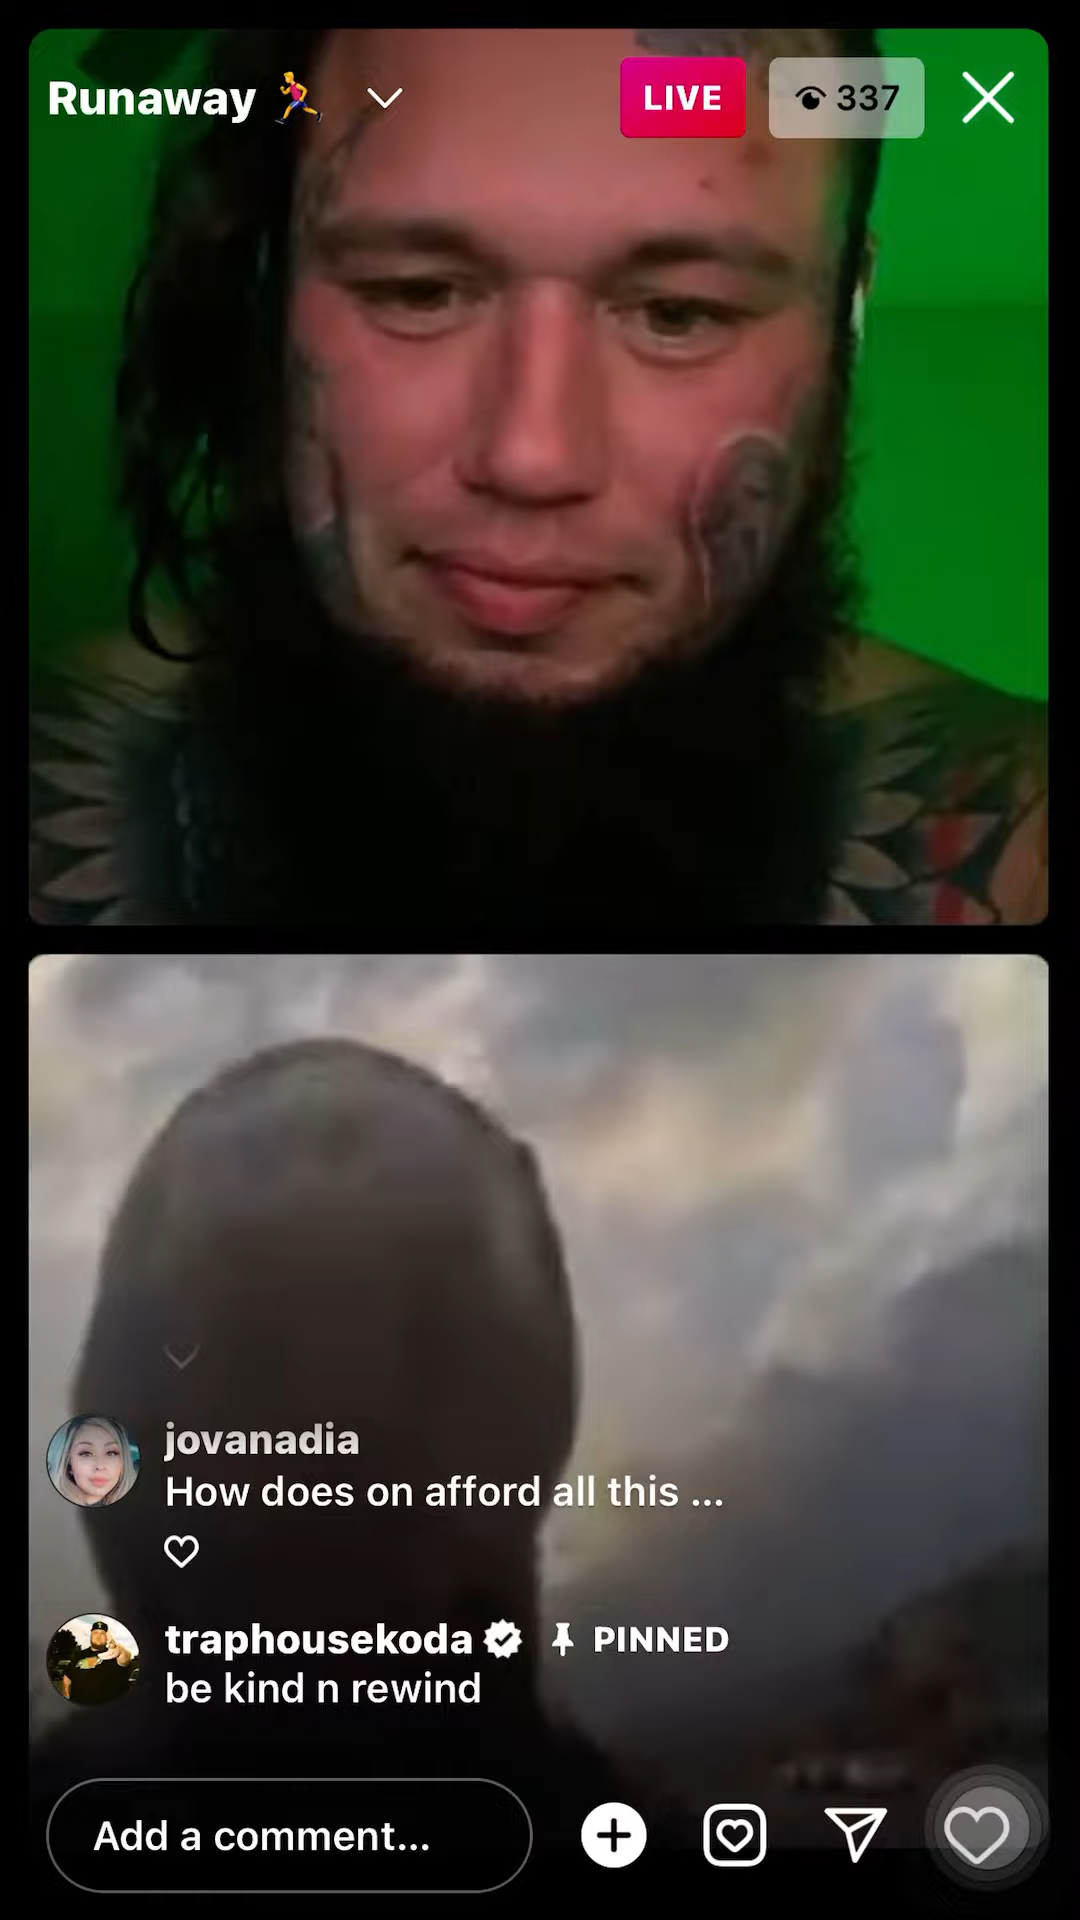 Runaway 🏃
LIVE
337
jovanadia
How does on afford all this ...
traphousekoda PINNED
be kind n rewind
Add a comment...